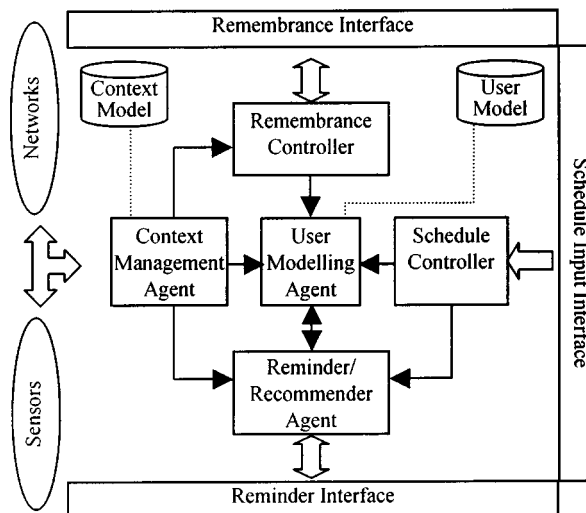 Remembrance Interface
Networks
Context
Model
User
Model
Remembrance
Controller
Schedule Input Interface
Context
Management
Agent
User
Modelling
Agent
Schedule
Controller
Reminder/
Recommender
Agent
Sensors
Reminder Interface